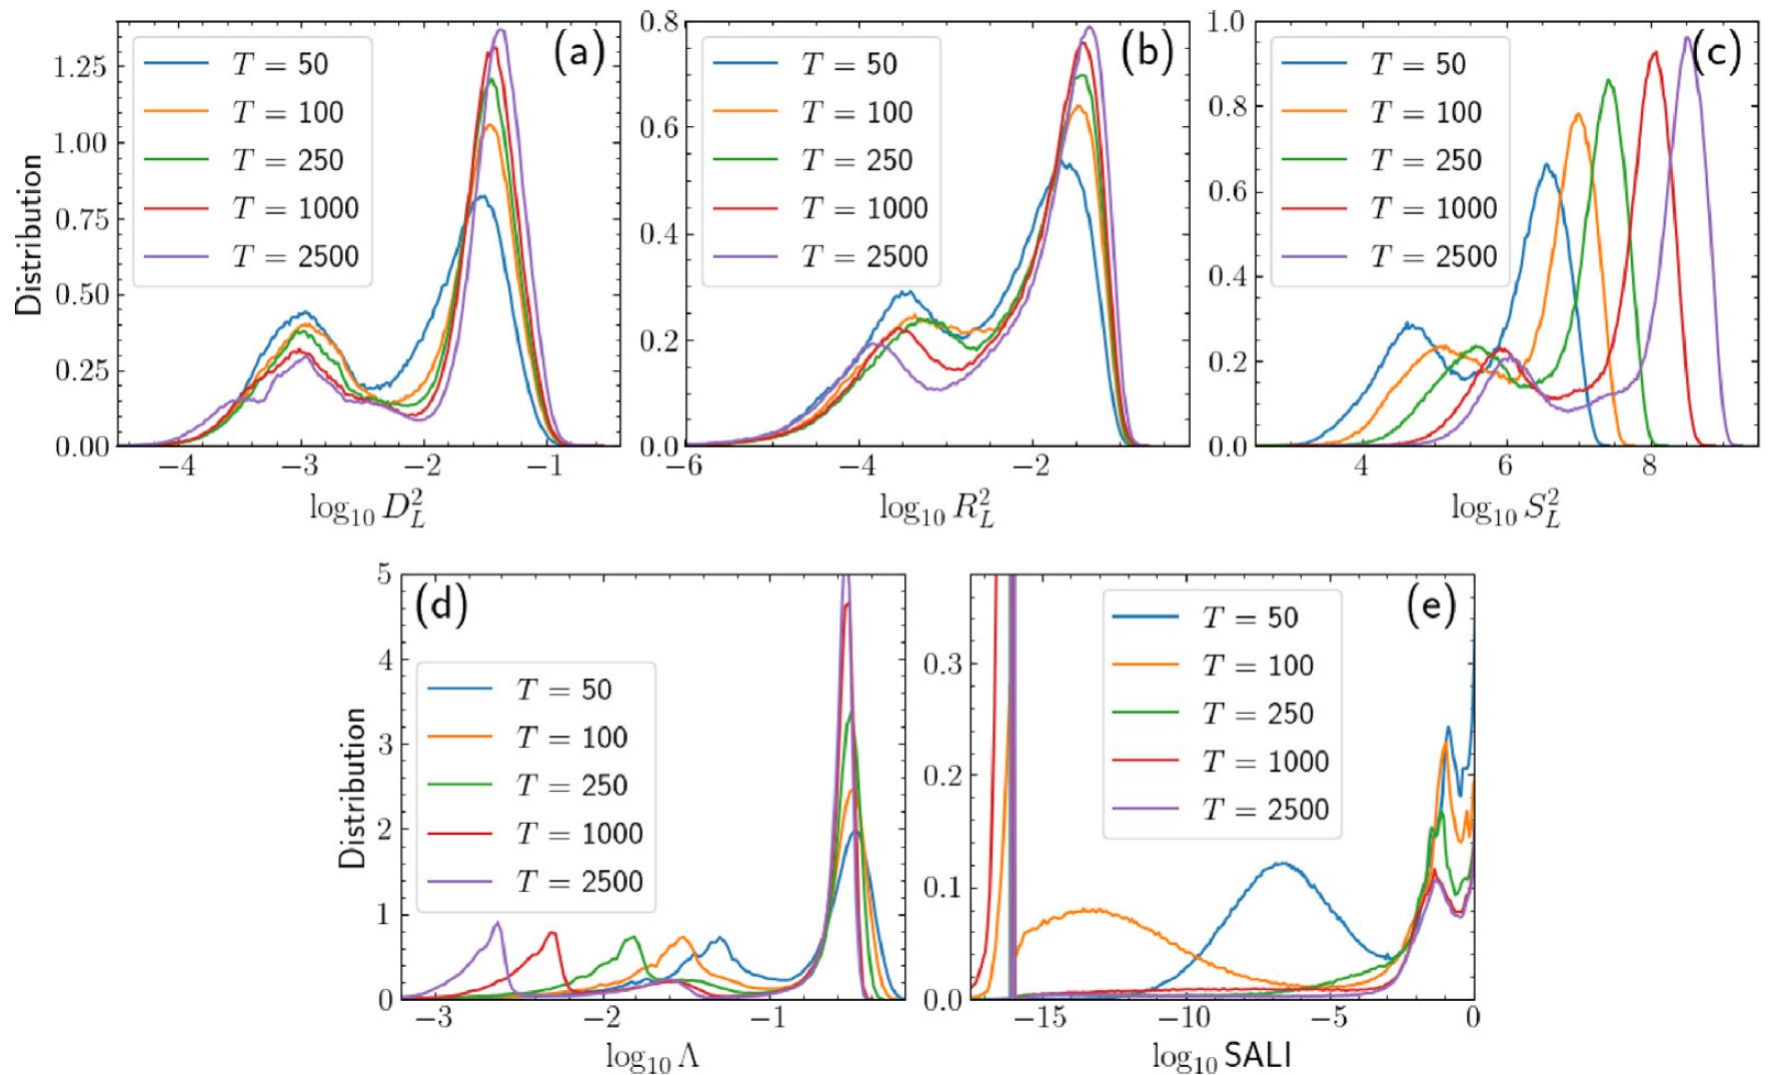 (a)
T = 50
T = 100
T = 250
T = 1000
T = 2500
Distribution
0.00
0.25
0.50
0.75
1.00
1.25
−4
−3
−2
−1
log₁₀ D²_L
(b)
T = 50
T = 100
T = 250
T = 1000
T = 2500
0.0
0.2
0.4
0.6
0.8
−6
−4
−2
log₁₀ R²_L
(c)
T = 50
T = 100
T = 250
T = 1000
T = 2500
0.0
0.2
0.4
0.6
0.8
1.0
4
6
8
log₁₀ S²_L
(d)
T = 50
T = 100
T = 250
T = 1000
T = 2500
Distribution
0
1
2
3
4
5
−3
−2
−1
log₁₀ Λ
(e)
T = 50
T = 100
T = 250
T = 1000
T = 2500
0.0
0.1
0.2
0.3
−15
−10
−5
0
log₁₀ SALI